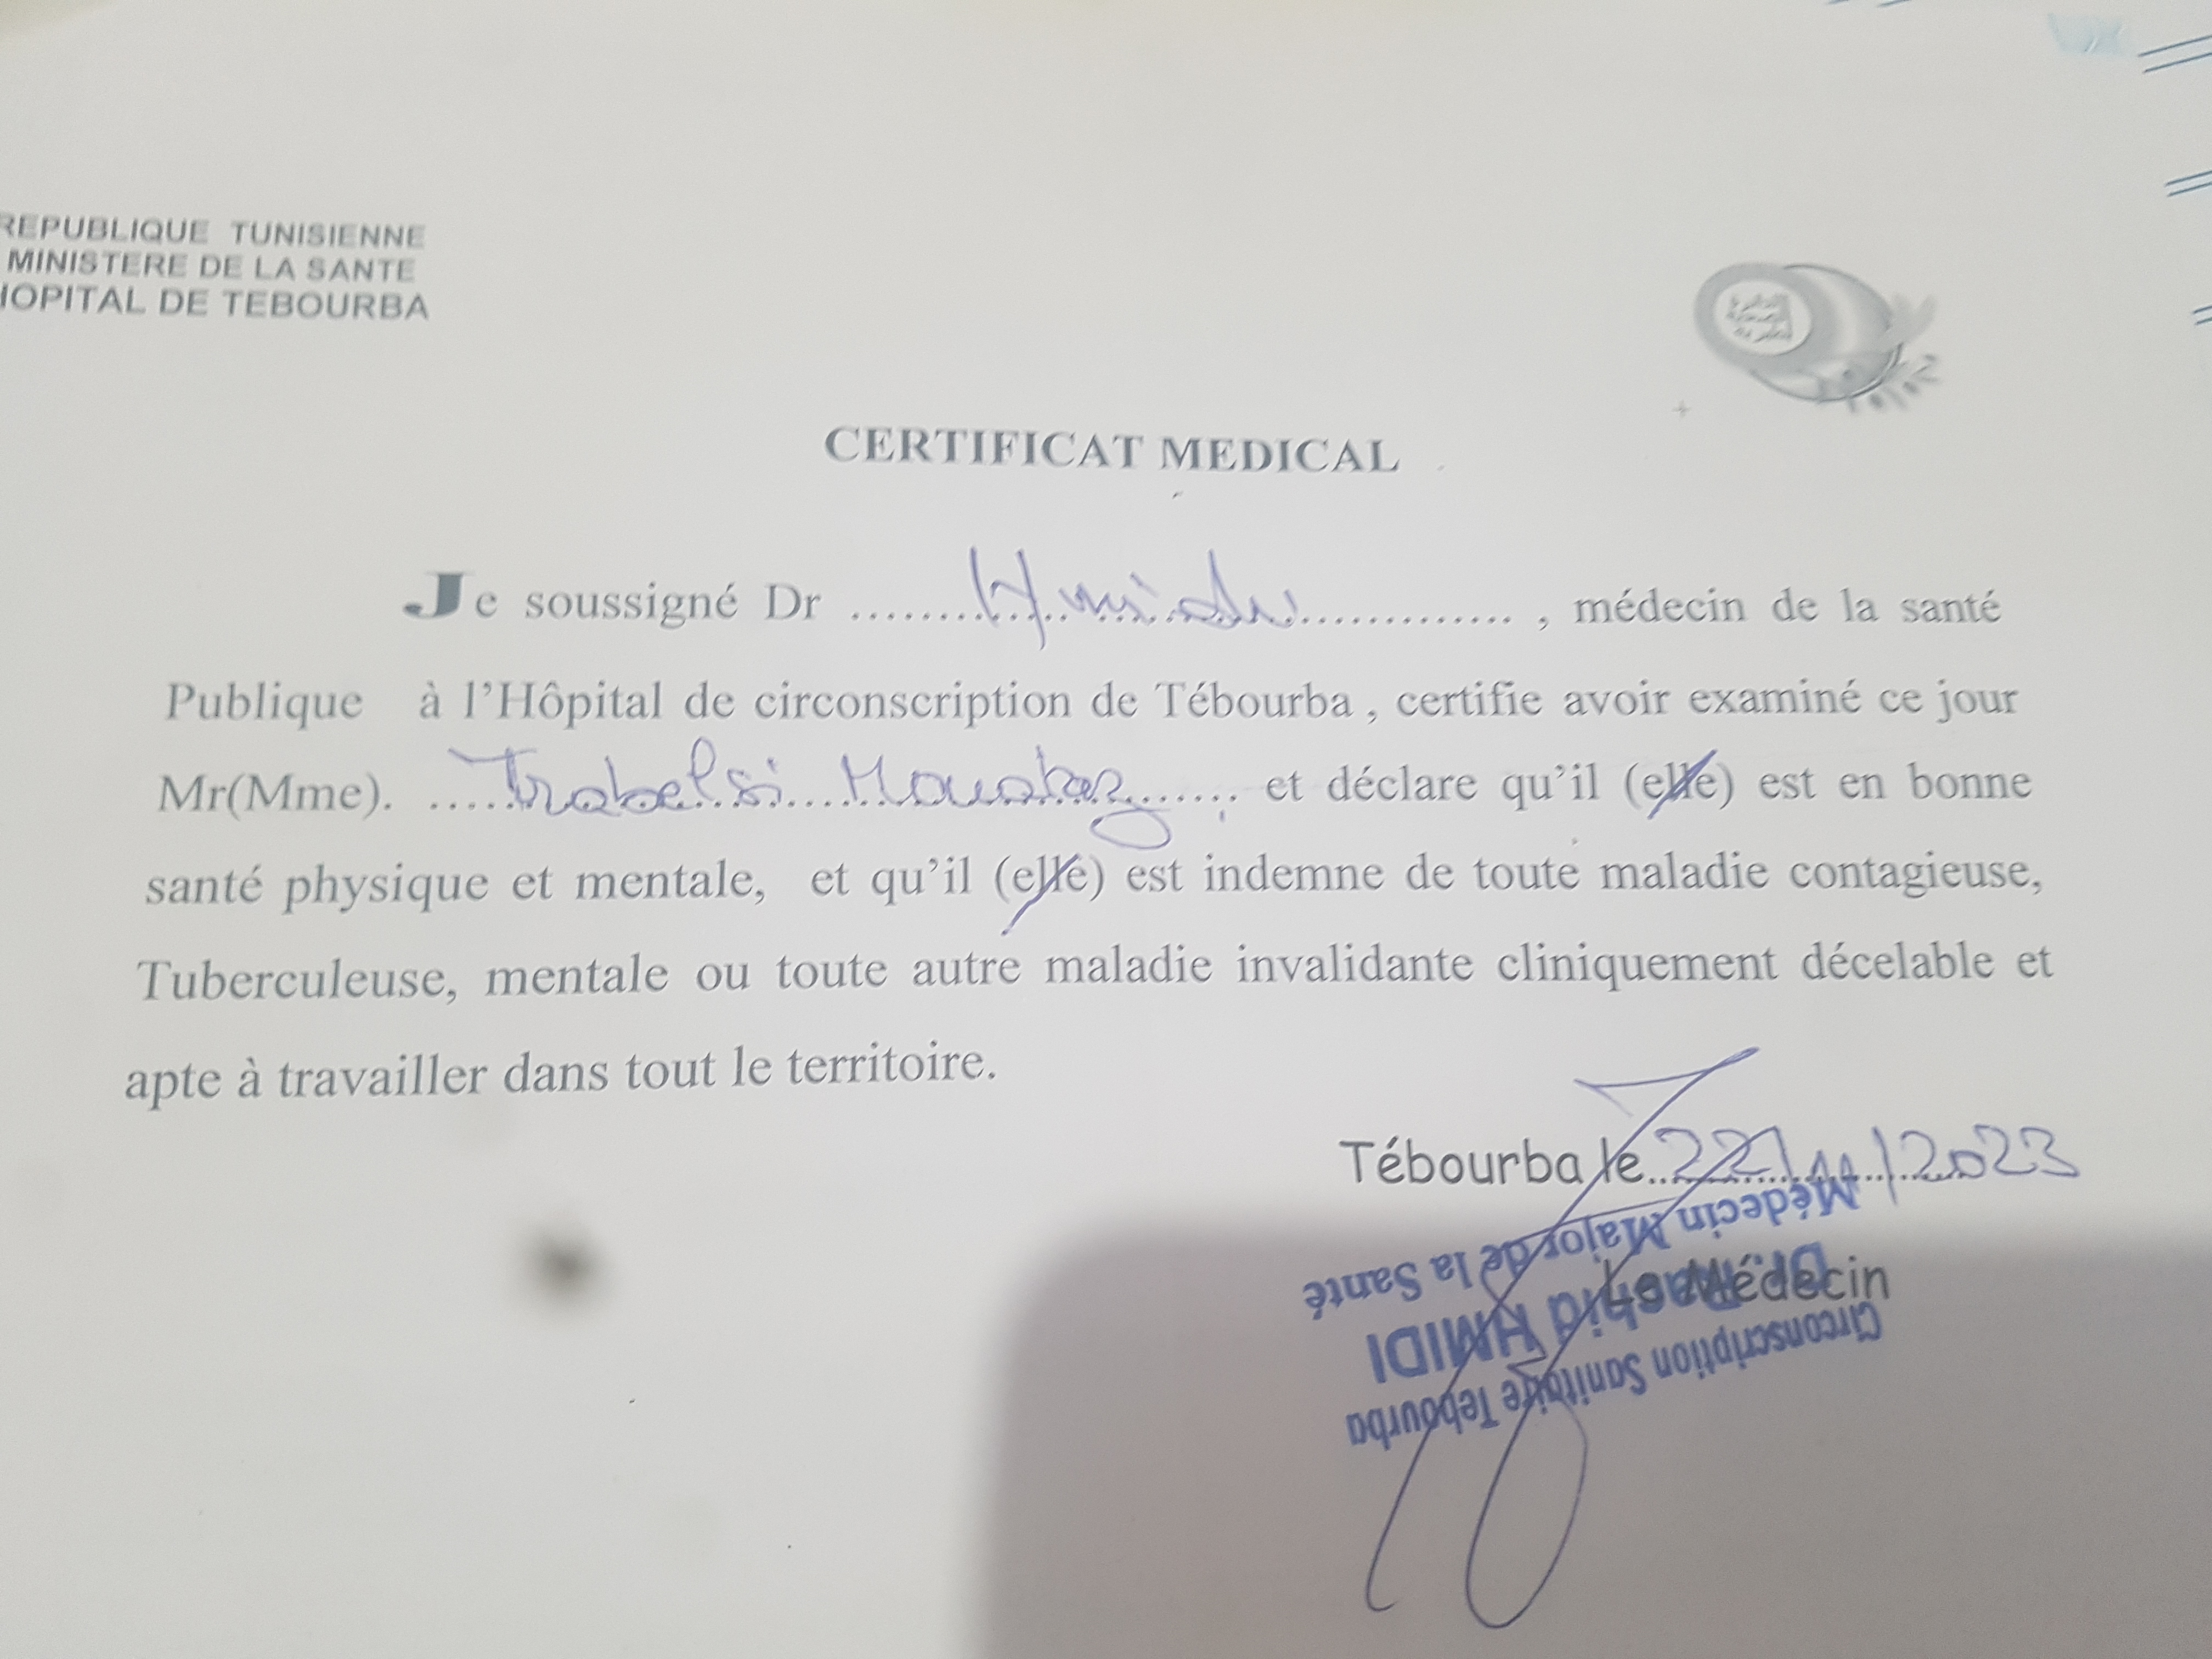 REPUBLIQUE TUNISIENNE
MINISTERE DE LA SANTE
HOPITAL DE TEBOURBA
CERTIFICAT MEDICAL
Je soussigné Dr ........Hmidi.............. , médecin de la santé
Publique à l'Hôpital de circonscription de Tébourba , certifie avoir examiné ce jour
Mr(Mme). .....Trabelsi....Mouataz....... et déclare qu'il (elle) est en bonne
santé physique et mentale, et qu'il (elle) est indemne de toute maladie contagieuse,
Tuberculeuse, mentale ou toute autre maladie invalidante cliniquement décelable et
apte à travailler dans tout le territoire.
Tébourba le..22/11/2023
Le Médecin
Circonscription Sanitaire Tebourba
Dr. Rachid HMIDI
Médecin Major de la Santé